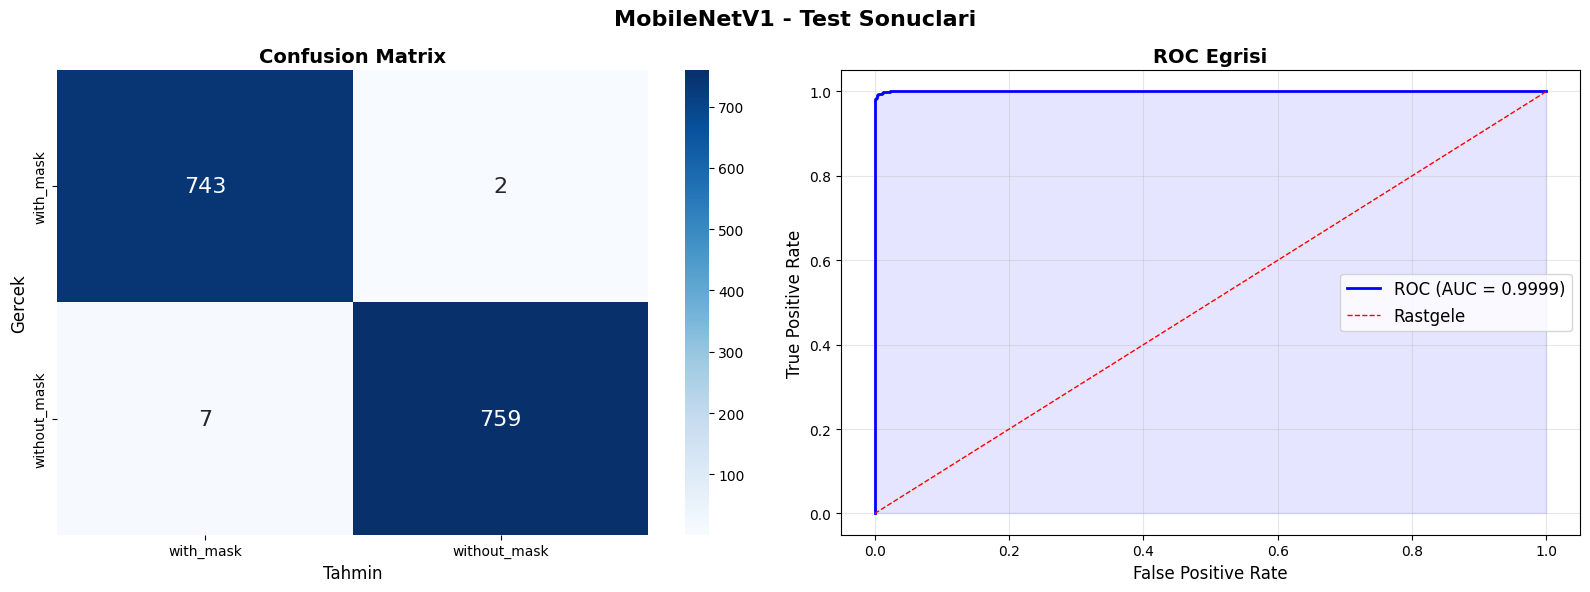 MobileNetV1 - Test Sonuclari
Confusion Matrix
with_mask
without_mask
Gercek
743
2
7
759
with_mask
without_mask
Tahmin
700
600
500
400
300
200
100
ROC Egrisi
1.0
0.8
0.6
0.4
0.2
0.0
True Positive Rate
ROC (AUC = 0.9999)
Rastgele
0.0
0.2
0.4
0.6
0.8
1.0
False Positive Rate